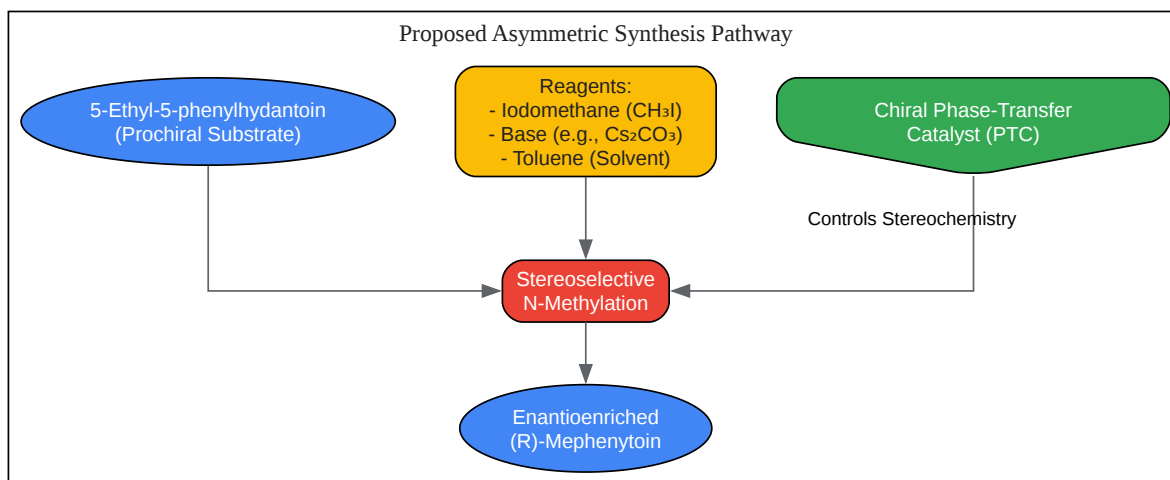 Proposed Asymmetric Synthesis Pathway
5-Ethyl-5-phenylhydantoin
(Prochiral Substrate)
Reagents:
- Iodomethane (CH₃I)
- Base (e.g., Cs₂CO₃)
- Toluene (Solvent)
Chiral Phase-Transfer
Catalyst (PTC)
Controls Stereochemistry
Stereoselective
N-Methylation
Enantioenriched
(R)-Mephenytoin